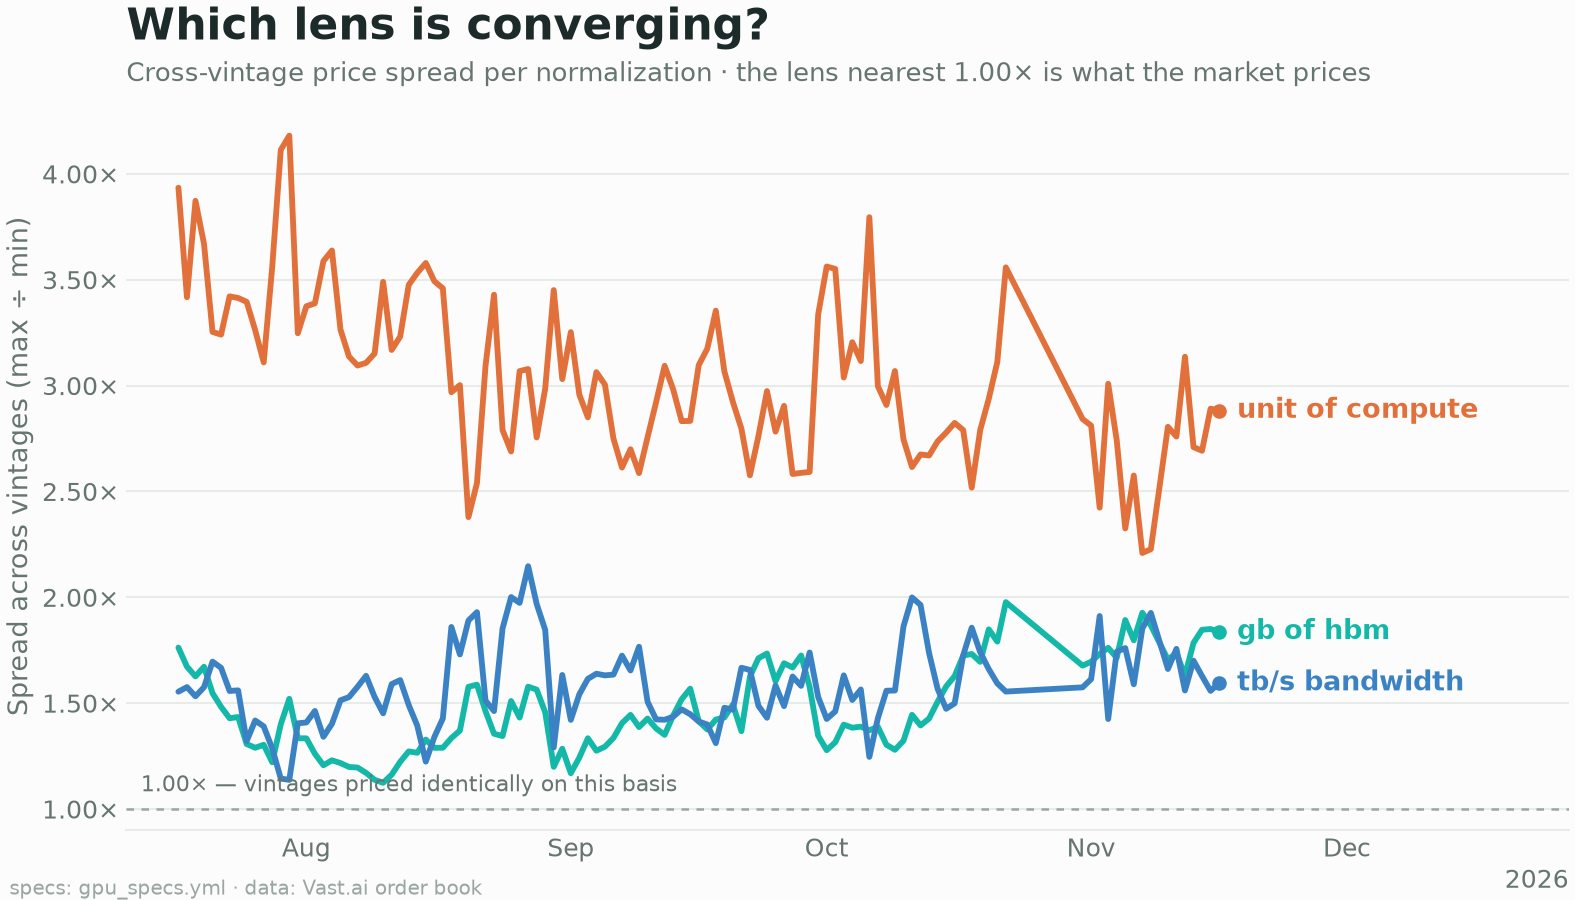 Which lens is converging?
Cross-vintage price spread per normalization · the lens nearest 1.00× is what the market prices
Spread across vintages (max ÷ min)
4.00×
3.50×
3.00×
2.50×
2.00×
1.50×
1.00×
unit of compute
gb of hbm
tb/s bandwidth
1.00× — vintages priced identically on this basis
Aug
Sep
Oct
Nov
Dec
2026
specs: gpu_specs.yml · data: Vast.ai order book